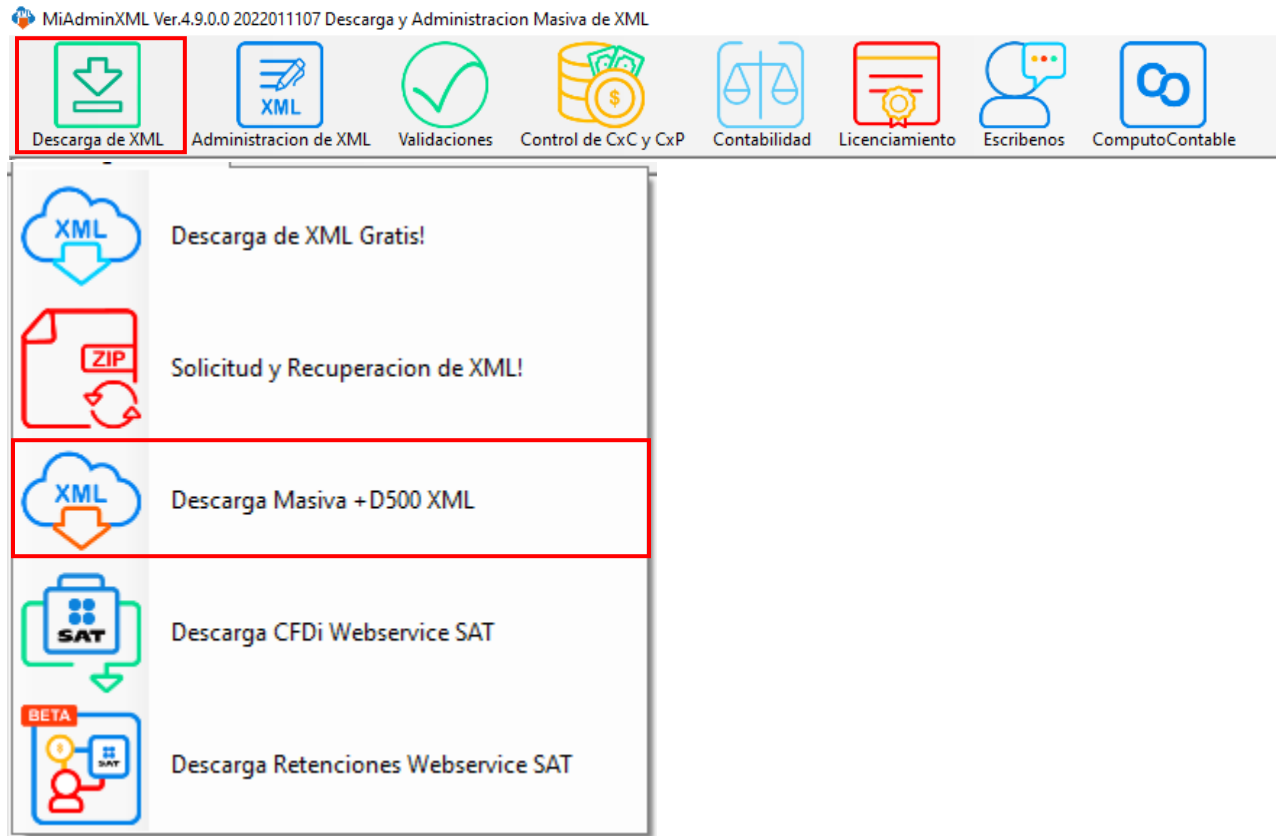 MiAdminXML Ver.4.9.0.0 2022011107 Descarga y Administracion Masiva de XML
XML
Descarga de XML Administracion de XML Validaciones Control de CxC y CxP Contabilidad Licenciamiento Escribenos ComputoContable
XML
Descarga de XML Gratis!
ZIP
Solicitud y Recuperacion de XML!
XML
Descarga Masiva +D500 XML
SAT
Descarga CFDi Webservice SAT
BETA
SAT
Descarga Retenciones Webservice SAT